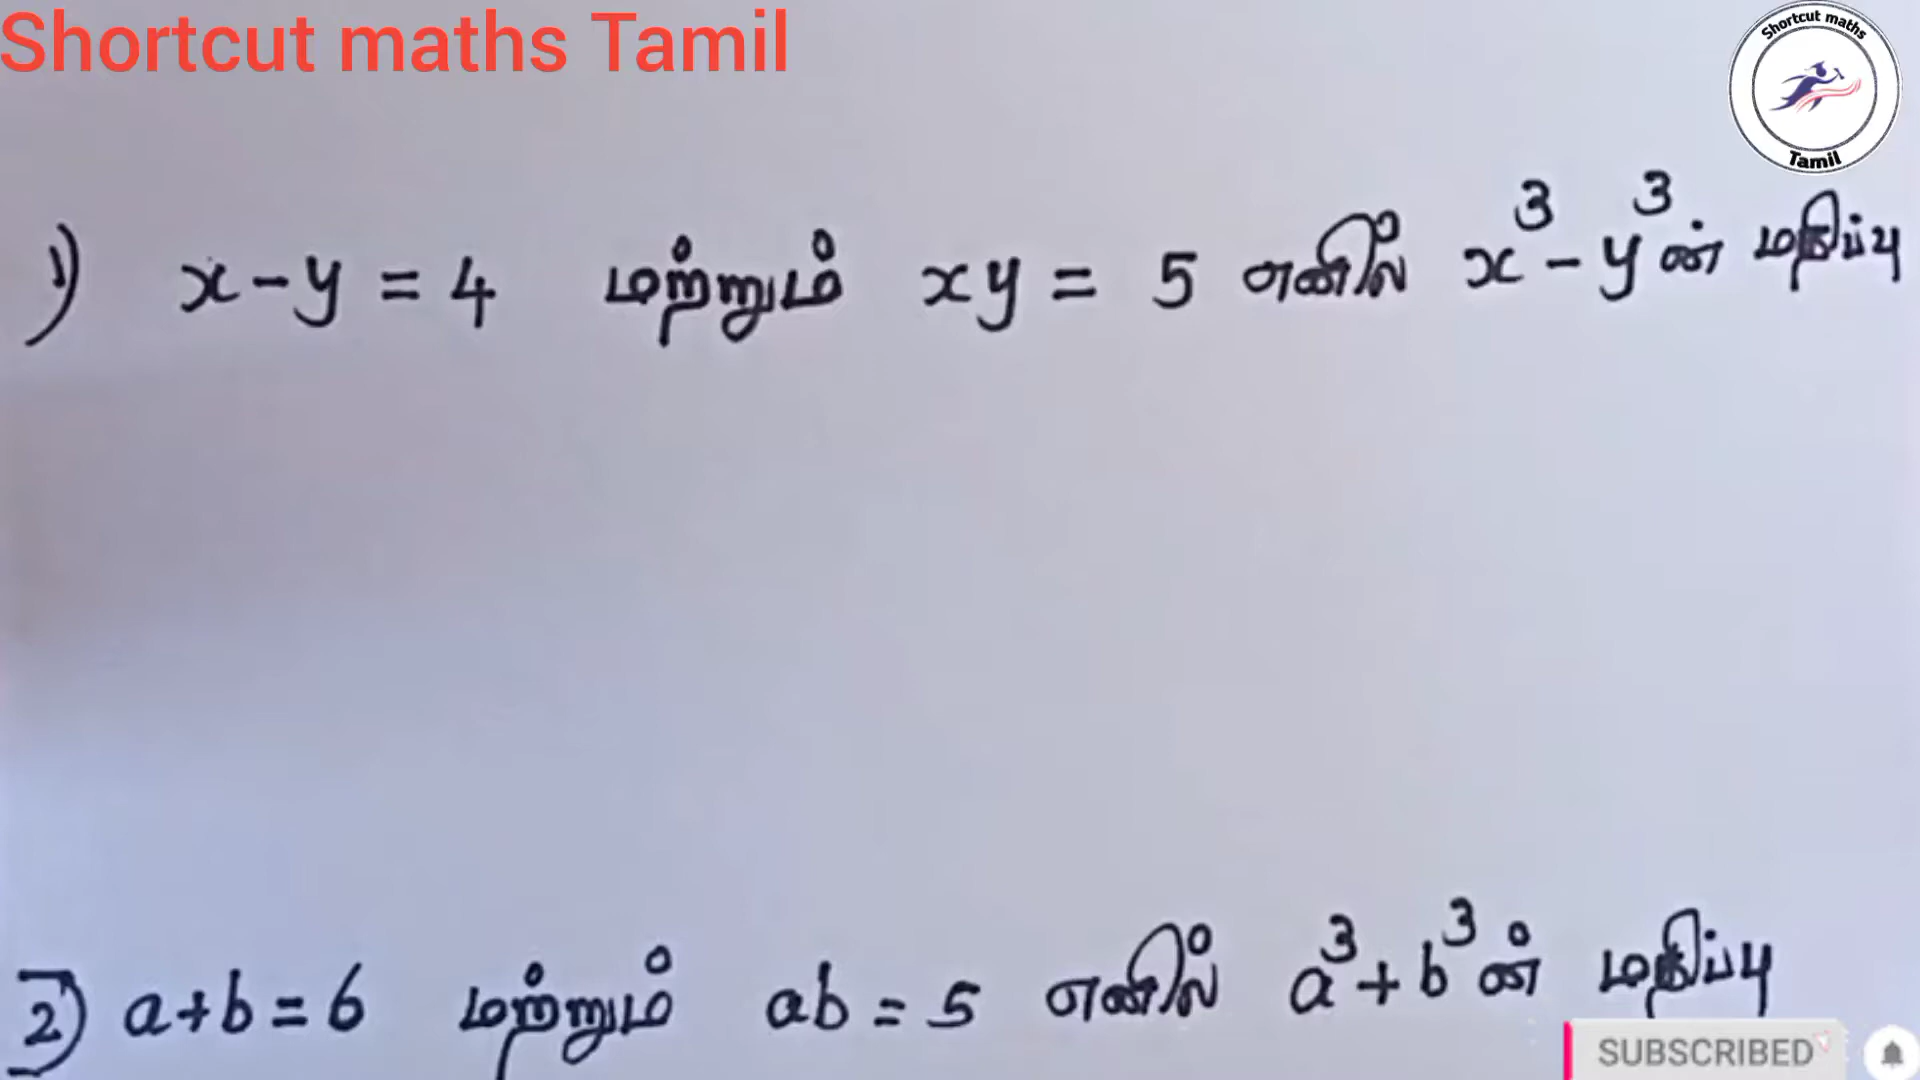 Shortcut maths Tamil
Shortcut maths
Tamil
1) x - y = 4 மற்றும் xy = 5 எனில் x³ - y³ன் மதிப்பு
2) a + b = 6 மற்றும் ab = 5 எனில் a³ + b³ன் மதிப்பு
SUBSCRIBED